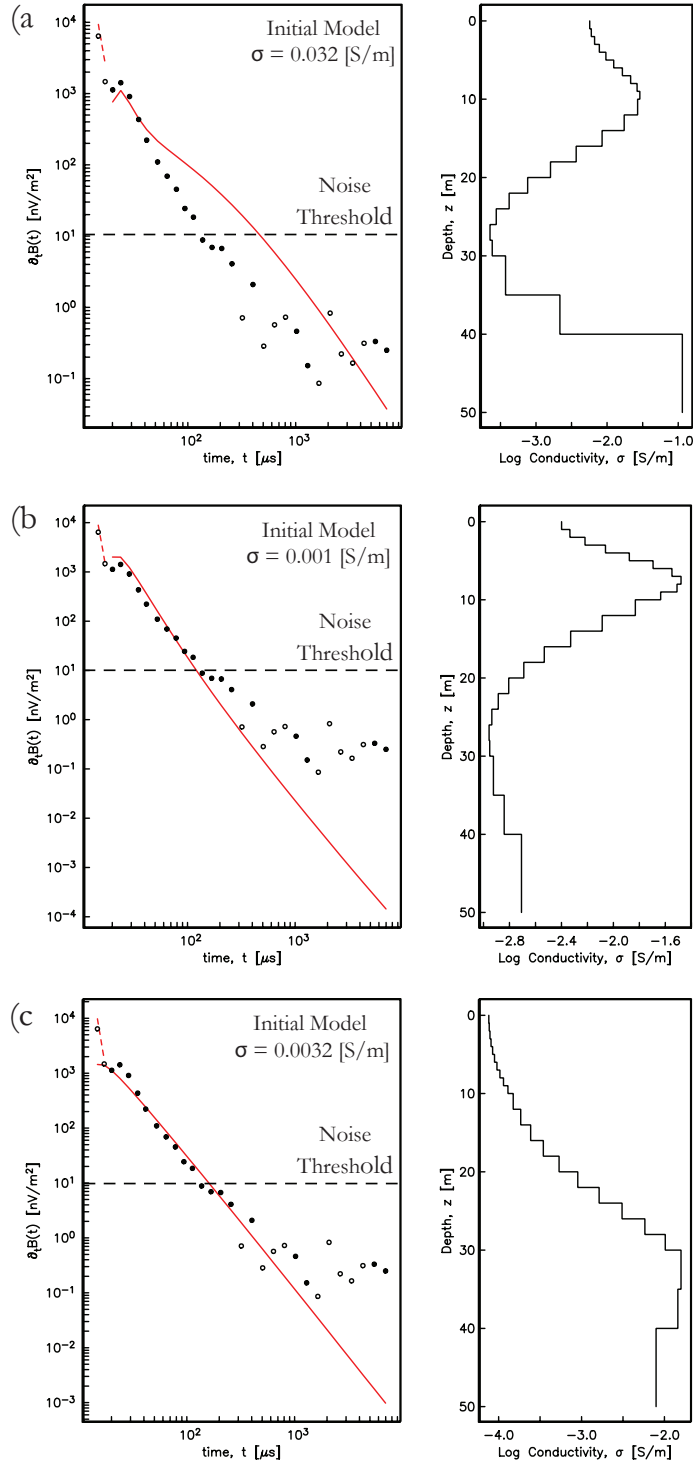 (a
Initial Model
σ = 0.032 [S/m]
Noise
Threshold
∂tB(t) [nV/m²]
10⁴
10³
10²
10¹
10⁰
10⁻¹
10² 10³
time, t [μs]
Depth, z [m]
0
10
20
30
40
50
−3.0 −2.0 −1.0
Log Conductivity, σ [S/m]
(b
Initial Model
σ = 0.001 [S/m]
Noise
Threshold
∂tB(t) [nV/m²]
10⁴
10³
10²
10¹
10⁰
10⁻¹
10⁻²
10⁻³
10⁻⁴
10² 10³
time, t [μs]
Depth, z [m]
0
10
20
30
40
50
−2.8 −2.4 −2.0 −1.6
Log Conductivity, σ [S/m]
(c
Initial Model
σ = 0.0032 [S/m]
Noise
Threshold
∂tB(t) [nV/m²]
10⁴
10³
10²
10¹
10⁰
10⁻¹
10⁻²
10⁻³
10² 10³
time, t [μs]
Depth, z [m]
0
10
20
30
40
50
−4.0 −3.0 −2.0
Log Conductivity, σ [S/m]